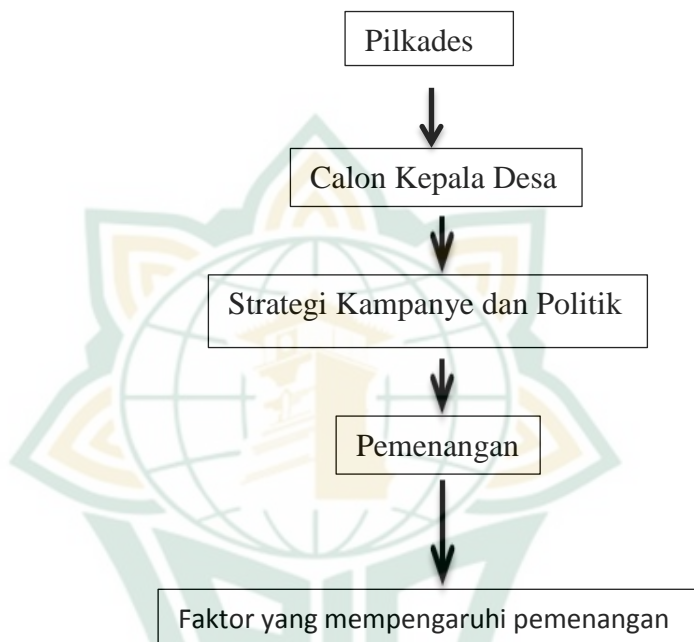 Pilkades
Calon Kepala Desa
Strategi Kampanye dan Politik
Pemenangan
Faktor yang mempengaruhi pemenangan